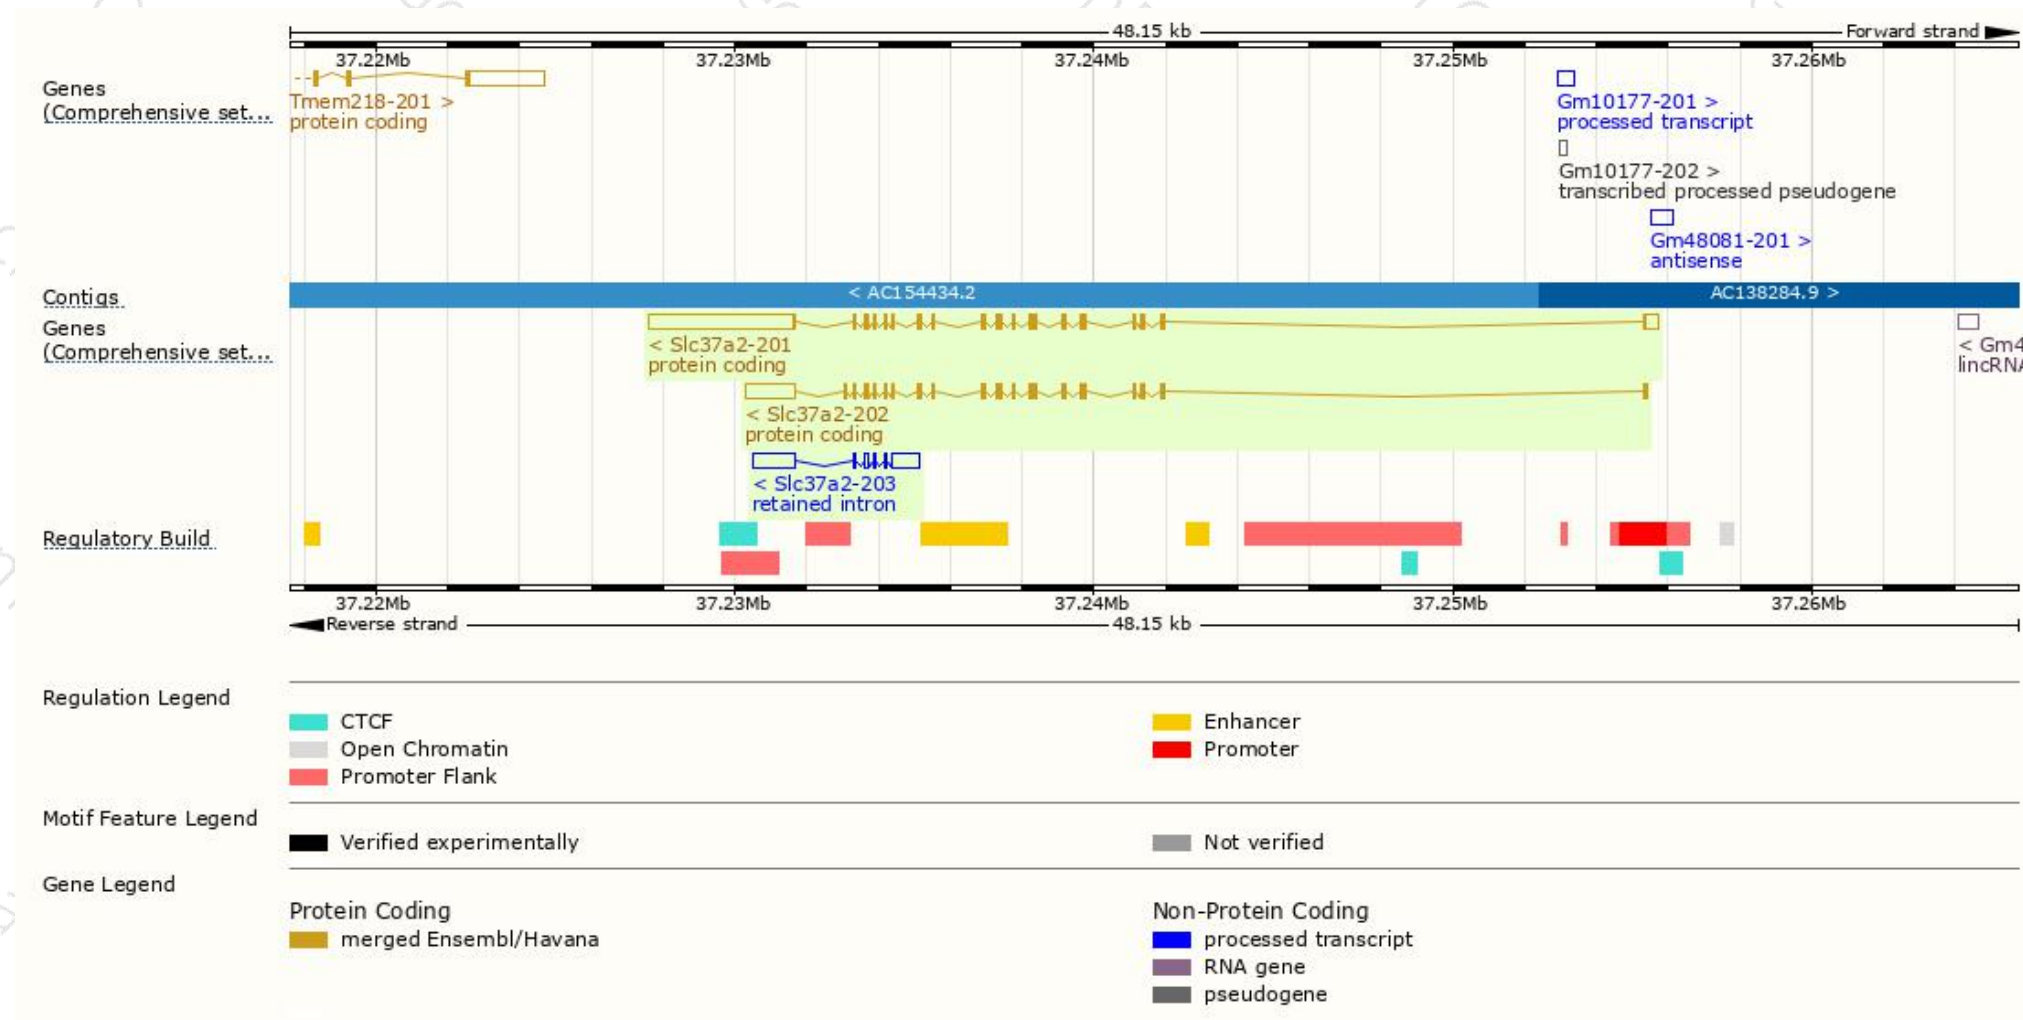 48.15 kb
Forward strand
37.22Mb 37.23Mb 37.24Mb 37.25Mb 37.26Mb
Genes
(Comprehensive set...
Tmem218-201 >
protein coding
Gm10177-201 >
processed transcript
Gm10177-202 >
transcribed processed pseudogene
Gm48081-201 >
antisense
Contigs
< AC154434.2
AC138284.9 >
Genes
(Comprehensive set...
< Slc37a2-201
protein coding
< Gm4
lincRNA
< Slc37a2-202
protein coding
< Slc37a2-203
retained intron
Regulatory Build
37.22Mb 37.23Mb 37.24Mb 37.25Mb 37.26Mb
Reverse strand
48.15 kb
Regulation Legend
CTCF
Enhancer
Open Chromatin
Promoter
Promoter Flank
Motif Feature Legend
Verified experimentally
Not verified
Gene Legend
Protein Coding
Non-Protein Coding
merged Ensembl/Havana
processed transcript
RNA gene
pseudogene